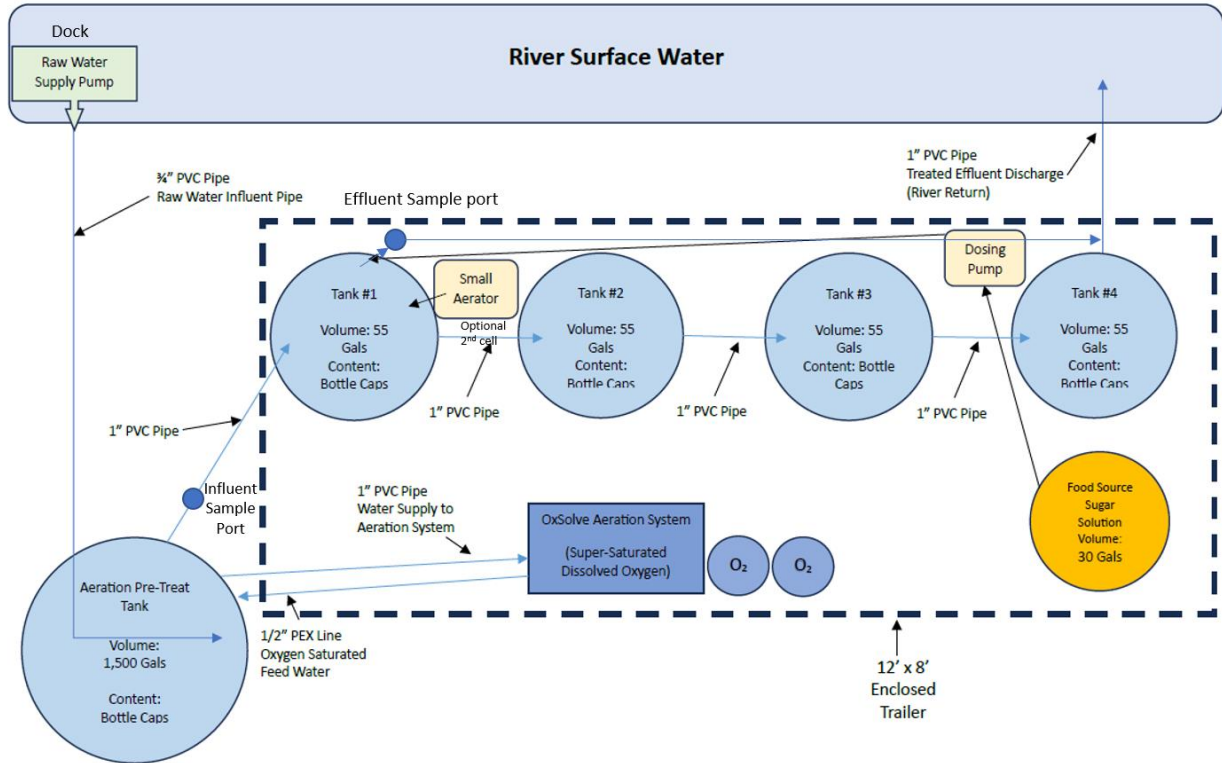 Dock
Raw Water
Supply Pump
River Surface Water
¾” PVC Pipe
Raw Water Influent Pipe
1” PVC Pipe
Treated Effluent Discharge
(River Return)
Effluent Sample port
Tank #1
Volume: 55
Gals
Content:
Bottle Caps
Small
Aerator
Optional
2nd cell
Tank #2
Volume: 55
Gals
Content:
Bottle Caps
Tank #3
Volume: 55
Gals
Content: Bottle
Caps
Dosing
Pump
Tank #4
Volume: 55
Gals
Content:
Bottle Caps
1” PVC Pipe
1” PVC Pipe
1” PVC Pipe
1” PVC Pipe
Influent
Sample
Port
1” PVC Pipe
Water Supply to
Aeration System
OxSolve Aeration System
(Super-Saturated
Dissolved Oxygen)
O₂
O₂
Food Source
Sugar
Solution
Volume:
30 Gals
Aeration Pre-Treat
Tank
Volume:
1,500 Gals
Content:
Bottle Caps
1/2” PEX Line
Oxygen Saturated
Feed Water
12’ x 8’
Enclosed
Trailer